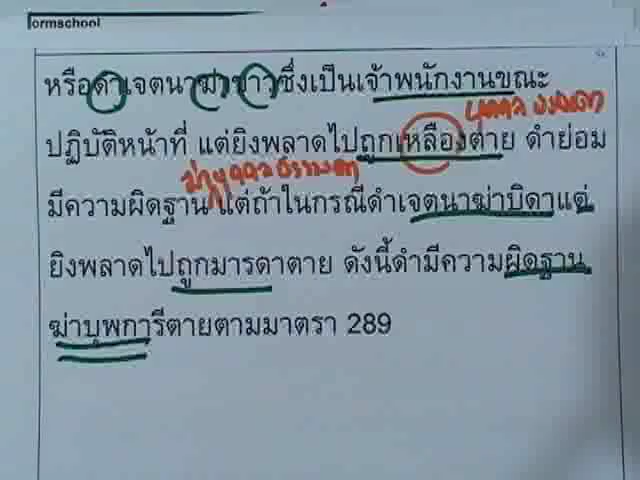 ormschool
หรือดำเจตนาฆ่าขาวซึ่งเป็นเจ้าพนักงานขณะ
บุคคลธรรมดา
ปฏิบัติหน้าที่ แต่ยิงพลาดไปถูกเหลืองตาย ดำย่อม
ฆ่าบุคคลธรรมดา
มีความผิดฐาน แต่ถ้าในกรณีดำเจตนาฆ่าบิดาแต่
ยิงพลาดไปถูกมารดาตาย ดังนี้ดำมีความผิดฐาน
ฆ่าบุพการีตายตามมาตรา 289